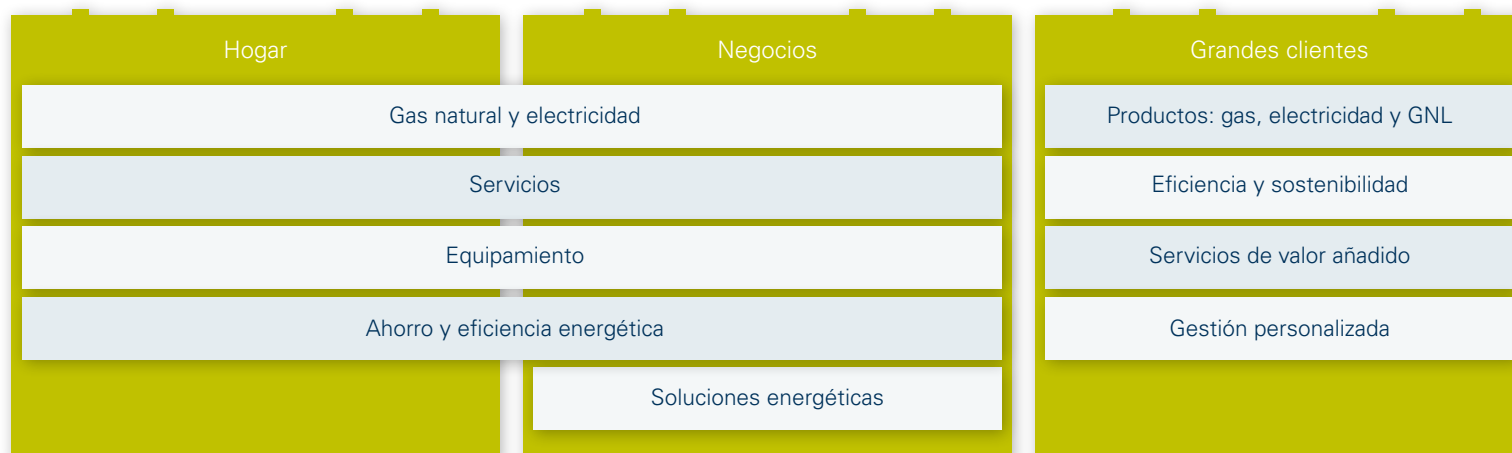 Hogar
Negocios
Grandes clientes
Gas natural y electricidad
Servicios
Equipamiento
Ahorro y eficiencia energética
Soluciones energéticas
Productos: gas, electricidad y GNL
Eficiencia y sostenibilidad
Servicios de valor añadido
Gestión personalizada